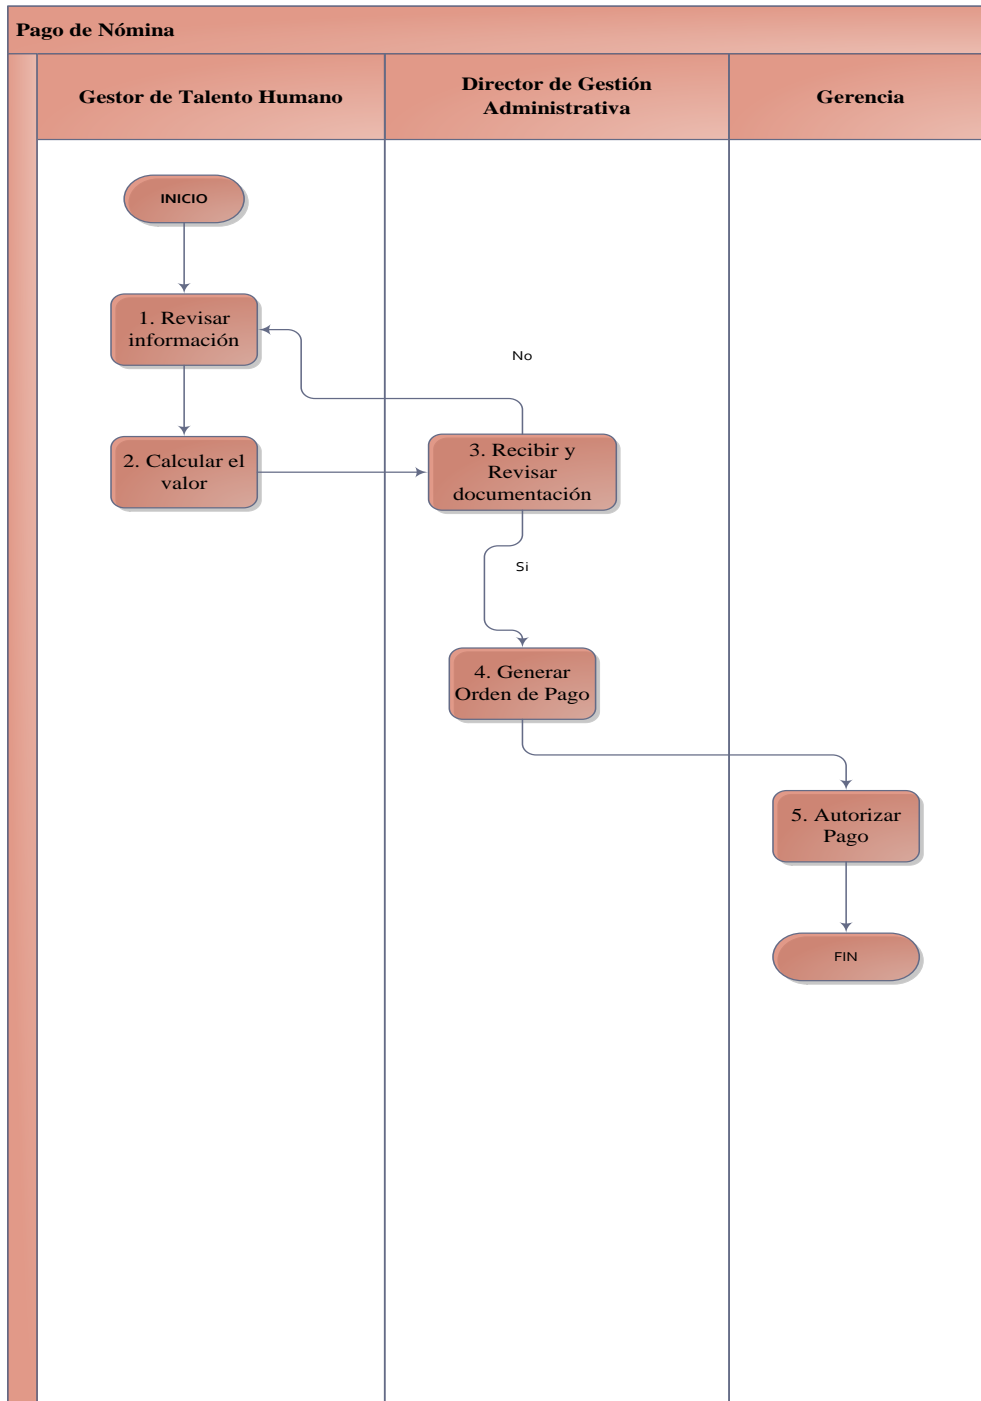 Pago de Nómina
Gestor de Talento Humano
Director de Gestión
Administrativa
Gerencia
INICIO
1. Revisar
información
No
2. Calcular el
valor
3. Recibir y
Revisar
documentación
Si
4. Generar
Orden de Pago
5. Autorizar
Pago
FIN